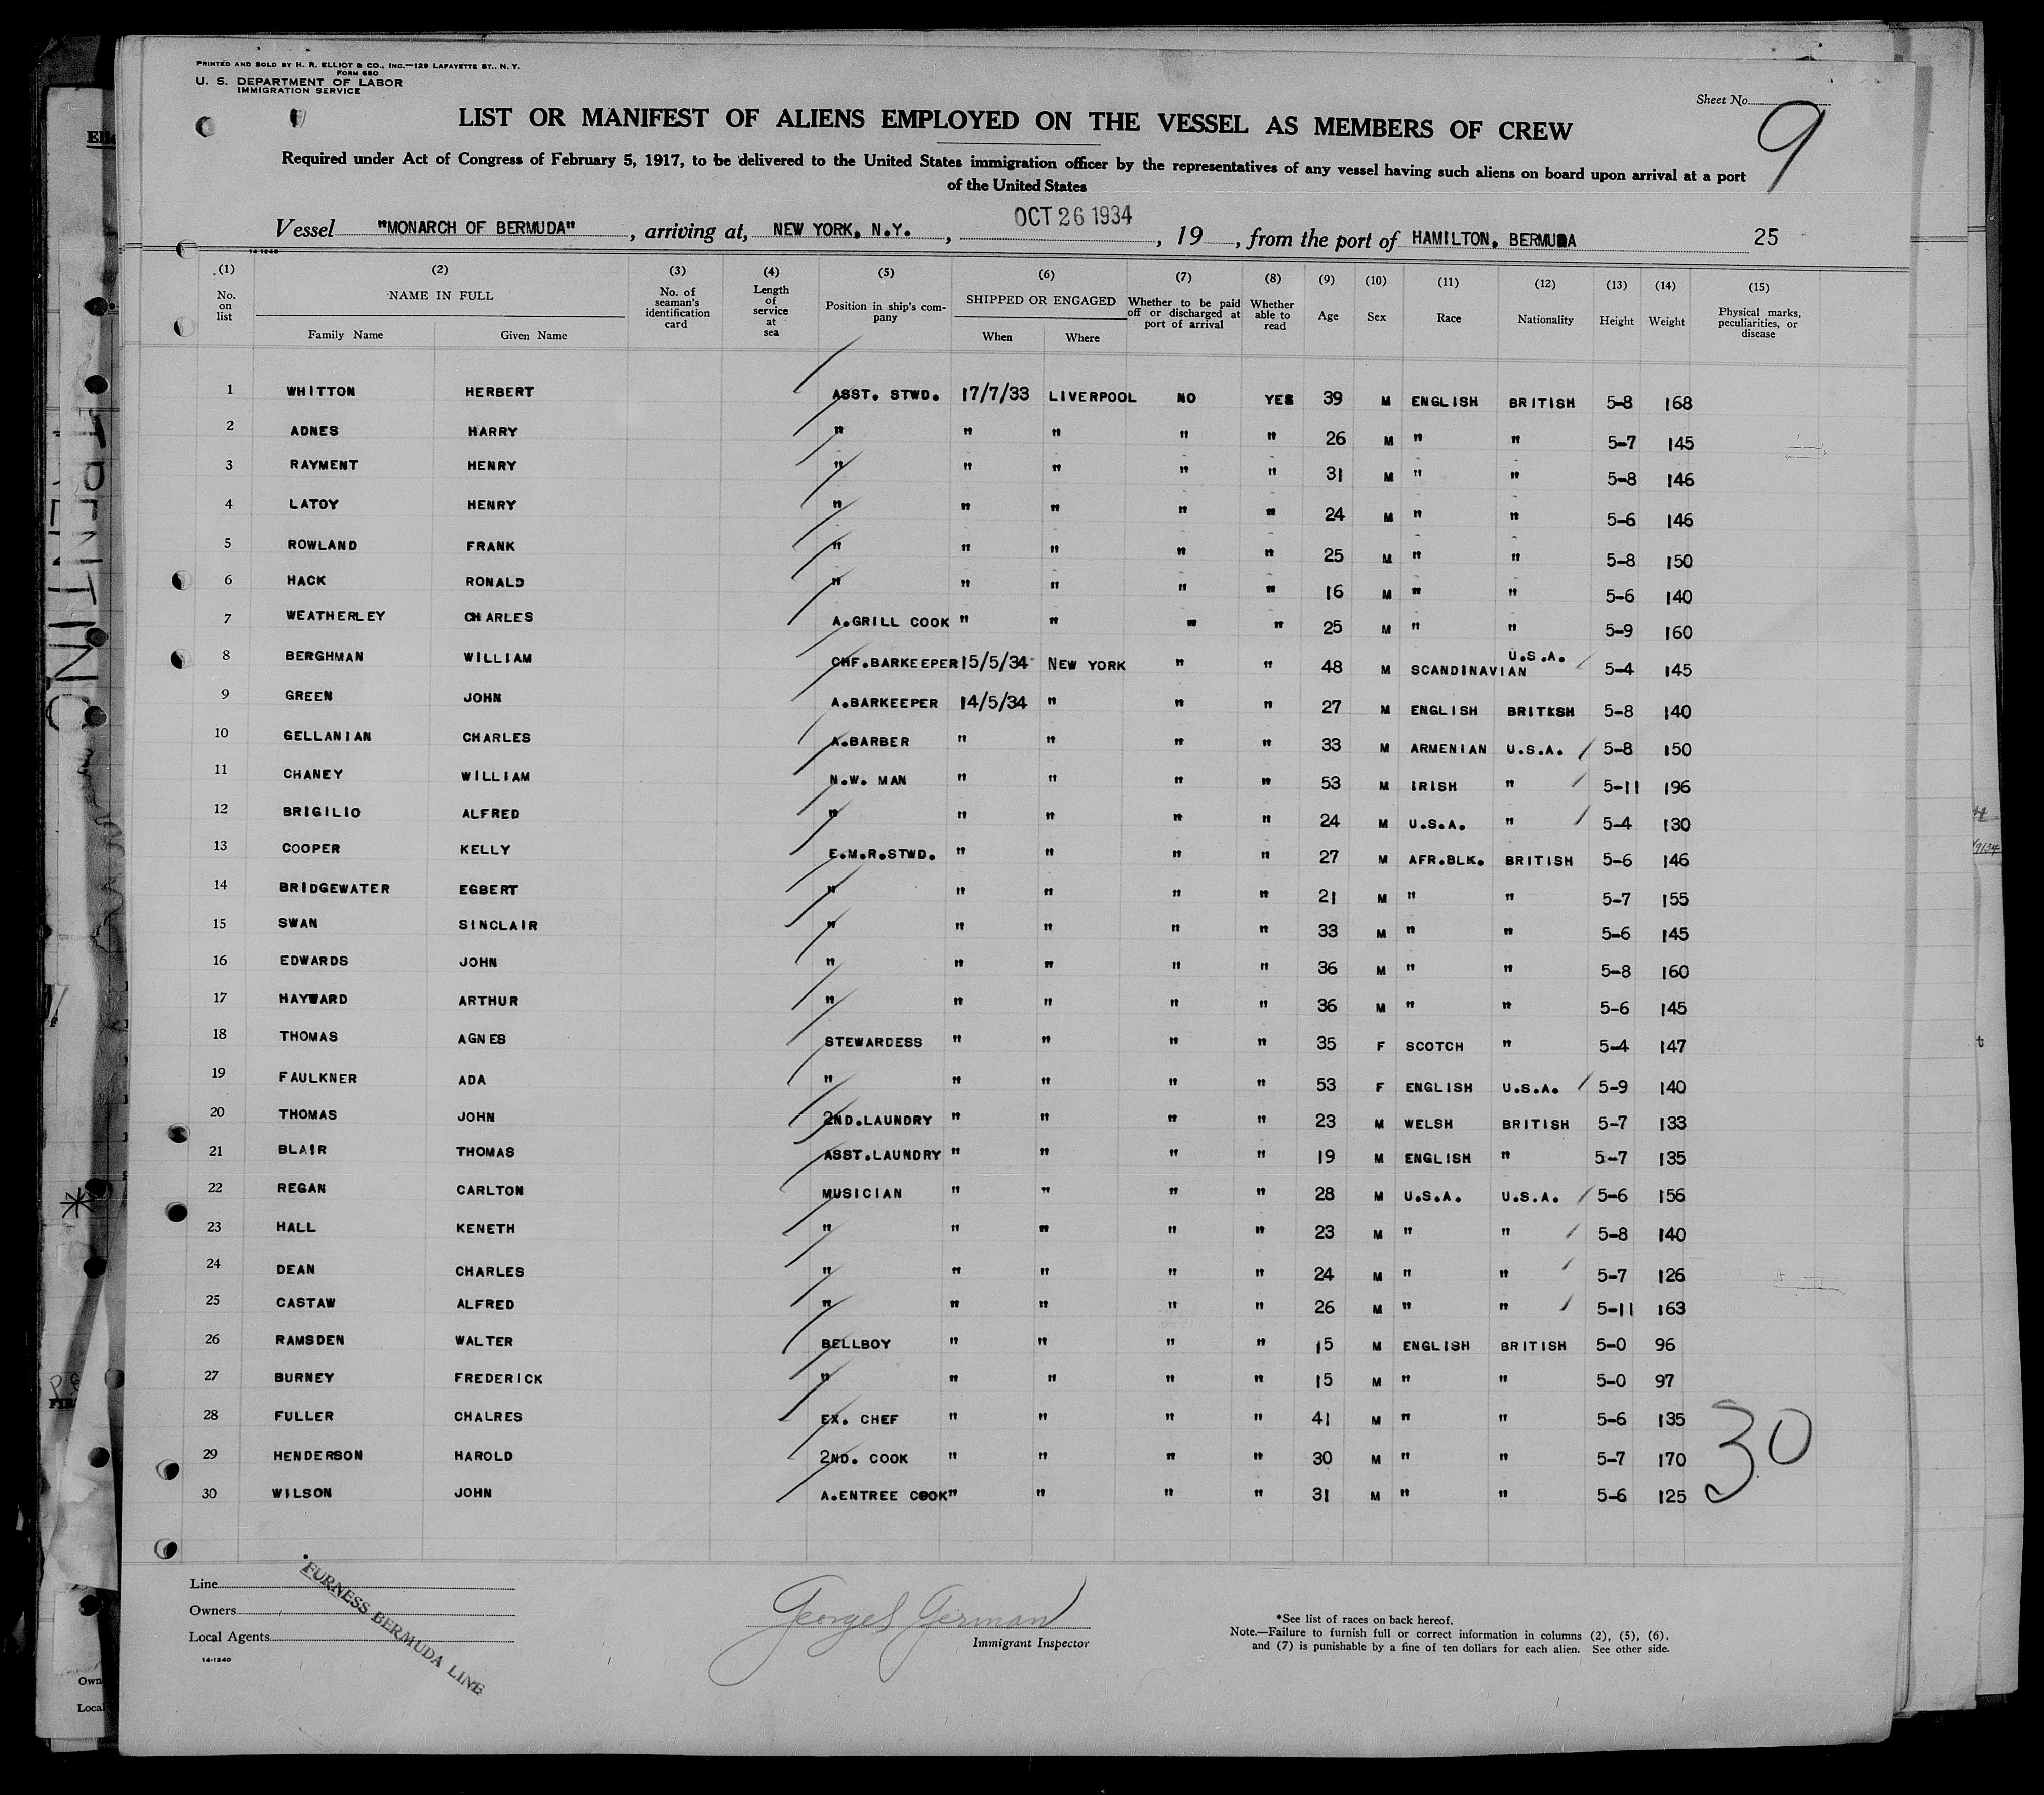 PRINTED AND SOLD BY H. R. ELLIOT & CO., INC.—129 LAFAYETTE ST., N. Y.
FORM 680
U. S. DEPARTMENT OF LABOR
IMMIGRATION SERVICE
Sheet No. 9
LIST OR MANIFEST OF ALIENS EMPLOYED ON THE VESSEL AS MEMBERS OF CREW
Required under Act of Congress of February 5, 1917, to be delivered to the United States immigration officer by the representatives of any vessel having such aliens on board upon arrival at a port
of the United States
Vessel "MONARCH OF BERMUDA", arriving at, NEW YORK, N.Y., OCT 26 1934, 19, from the port of HAMILTON, BERMUDA 25
14-1240
(1) (2) (3) (4) (5) (6) (7) (8) (9) (10) (11) (12) (13) (14) (15)
No. on list NAME IN FULL Family Name Given Name No. of seaman's identification card Length of service at sea Position in ship's company SHIPPED OR ENGAGED When Where Whether to be paid off or discharged at port of arrival Whether able to read Age Sex Race Nationality Height Weight Physical marks, peculiarities, or disease
1 WHITTON HERBERT ASST. STWD. 17/7/33 LIVERPOOL NO YES 39 M ENGLISH BRITISH 5-8 168
2 ADNES HARRY " " " " " 26 M " " 5-7 145
3 RAYMENT HENRY " " " " " 31 M " " 5-8 146
4 LATOY HENRY " " " " " 24 M " " 5-6 146
5 ROWLAND FRANK " " " " " 25 M " " 5-8 150
6 HACK RONALD " " " " " 16 M " " 5-6 140
7 WEATHERLEY CHARLES A.GRILL COOK " " " " 25 M " " 5-9 160
8 BERGHMAN WILLIAM CHF.BARKEEPER 15/5/34 NEW YORK " " 48 M SCANDINAVIAN U.S.A. 5-4 145
9 GREEN JOHN A.BARKEEPER 14/5/34 " " " 27 M ENGLISH BRITKSH 5-8 140
10 GELLANIAN CHARLES A.BARBER " " " " 33 M ARMENIAN U.S.A. 5-8 150
11 CHANEY WILLIAM N.W. MAN " " " " 53 M IRISH " 5-11 196
12 BRIGILIO ALFRED " " " " " 24 M U.S.A. " 5-4 130
13 COOPER KELLY E.M.R.STWD. " " " " 27 M AFR.BLK. BRITISH 5-6 146
14 BRIDGEWATER EGBERT " " " " " 21 M " " 5-7 155
15 SWAN SINCLAIR " " " " " 33 M " " 5-6 145
16 EDWARDS JOHN " " " " " 36 M " " 5-8 160
17 HAYWARD ARTHUR " " " " " 36 M " " 5-6 145
18 THOMAS AGNES STEWARDESS " " " " 35 F SCOTCH " 5-4 147
19 FAULKNER ADA " " " " " 53 F ENGLISH U.S.A. 5-9 140
20 THOMAS JOHN 2ND.LAUNDRY " " " " 23 M WELSH BRITISH 5-7 133
21 BLAIR THOMAS ASST.LAUNDRY " " " " 19 M ENGLISH " 5-7 135
22 REGAN CARLTON MUSICIAN " " " " 28 M U.S.A. U.S.A. 5-6 156
23 HALL KENETH " " " " " 23 M " " 5-8 140
24 DEAN CHARLES " " " " " 24 M " " 5-7 126
25 CASTAW ALFRED " " " " " 26 M " " 5-11 163
26 RAMSDEN WALTER BELLBOY " " " " 15 M ENGLISH BRITISH 5-0 96
27 BURNEY FREDERICK " " " " " 15 M " " 5-0 97
28 FULLER CHALRES EX. CHEF " " " " 41 M " " 5-6 135
29 HENDERSON HAROLD 2ND. COOK " " " " 30 M " " 5-7 170
30 WILSON JOHN A.ENTREE COOK " " " " 31 M " " 5-6 125
30
Line
Owners
Local Agents
FURNESS BERMUDA LINE
14-1240
George S German
Immigrant Inspector
*See list of races on back hereof.
Note.—Failure to furnish full or correct information in columns (2), (5), (6), and (7) is punishable by a fine of ten dollars for each alien. See other side.